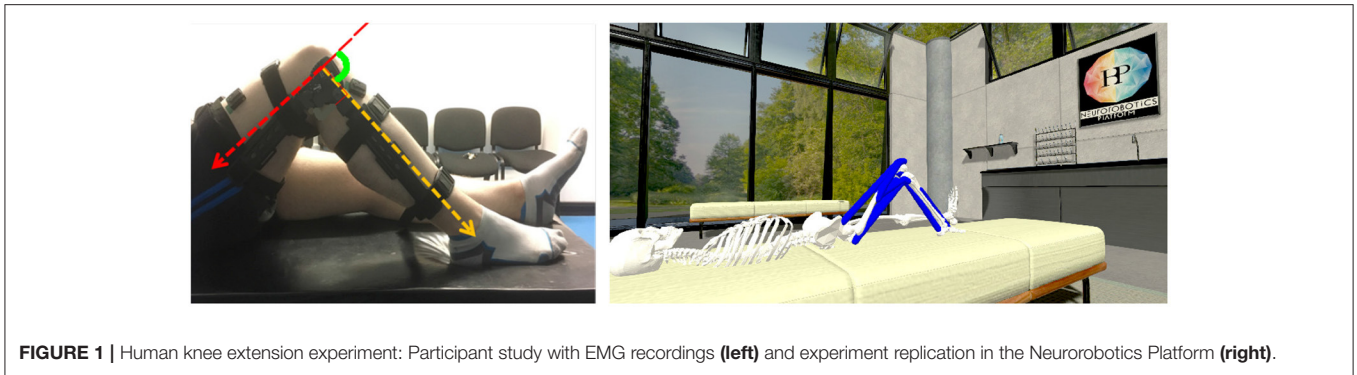 HP
NEUROROBOTICS
PLATFORM
FIGURE 1 | Human knee extension experiment: Participant study with EMG recordings (left) and experiment replication in the Neurorobotics Platform (right).